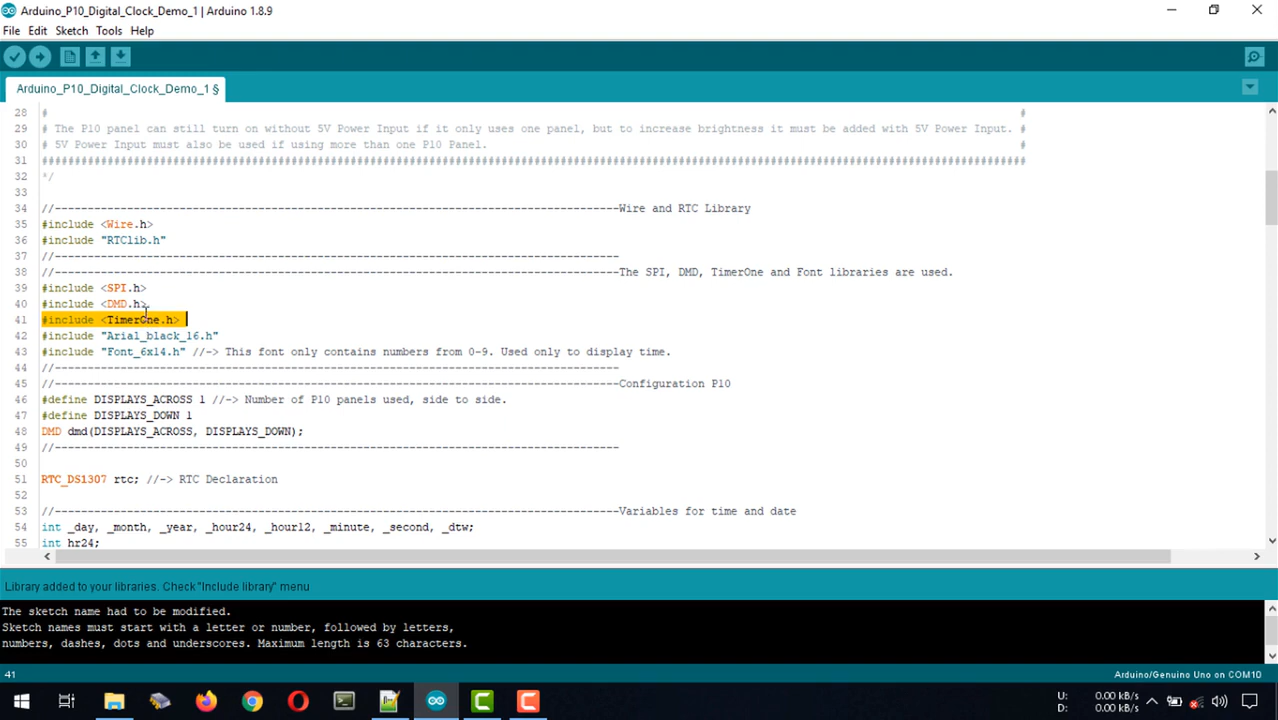 Arduino_P10_Digital_Clock_Demo_1 | Arduino 1.8.9
File Edit Sketch Tools Help
Arduino_P10_Digital_Clock_Demo_1 §
28 # #
29 # The P10 panel can still turn on without 5V Power Input if it only uses one panel, but to increase brightness it must be added with 5V Power Input. #
30 # 5V Power Input must also be used if using more than one P10 Panel. #
31 ######################################################################################################################################################
32 */
33
34 //--------------------------------------------------------------------------------------Wire and RTC Library
35 #include <Wire.h>
36 #include "RTClib.h"
37 //--------------------------------------------------------------------------------------
38 //--------------------------------------------------------------------------------------The SPI, DMD, TimerOne and Font libraries are used.
39 #include <SPI.h>
40 #include <DMD.h>
41 #include <TimerOne.h>
42 #include "Arial_black_16.h"
43 #include "Font_6x14.h" //-> This font only contains numbers from 0-9. Used only to display time.
44 //--------------------------------------------------------------------------------------
45 //--------------------------------------------------------------------------------------Configuration P10
46 #define DISPLAYS_ACROSS 1 //-> Number of P10 panels used, side to side.
47 #define DISPLAYS_DOWN 1
48 DMD dmd(DISPLAYS_ACROSS, DISPLAYS_DOWN);
49 //--------------------------------------------------------------------------------------
50
51 RTC_DS1307 rtc; //-> RTC Declaration
52
53 //--------------------------------------------------------------------------------------Variables for time and date
54 int _day, _month, _year, _hour24, _hour12, _minute, _second, _dtw;
55 int hr24;
Library added to your libraries. Check "Include library" menu
The sketch name had to be modified.
Sketch names must start with a letter or number, followed by letters,
numbers, dashes, dots and underscores. Maximum length is 63 characters.
41 Arduino/Genuino Uno on COM10
U: 0.00 kB/s
D: 0.00 kB/s